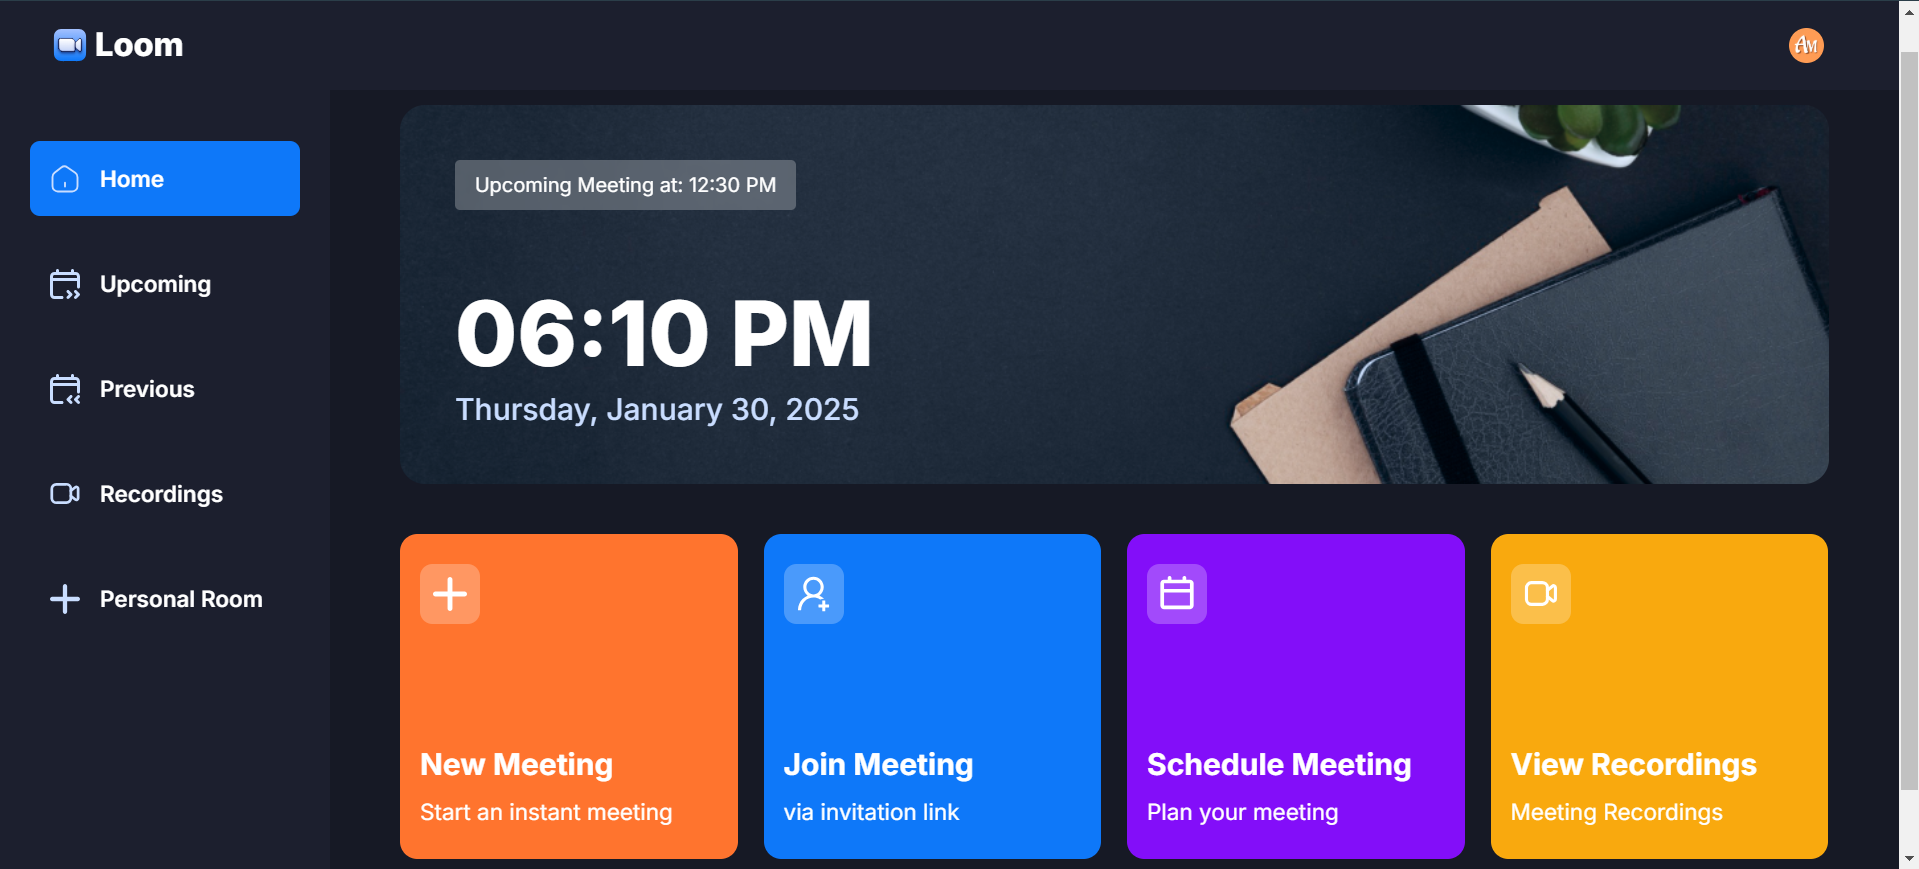 Loom
AM
Home
Upcoming
Previous
Recordings
Personal Room
Upcoming Meeting at: 12:30 PM
06:10 PM
Thursday, January 30, 2025
New Meeting
Start an instant meeting
Join Meeting
via invitation link
Schedule Meeting
Plan your meeting
View Recordings
Meeting Recordings